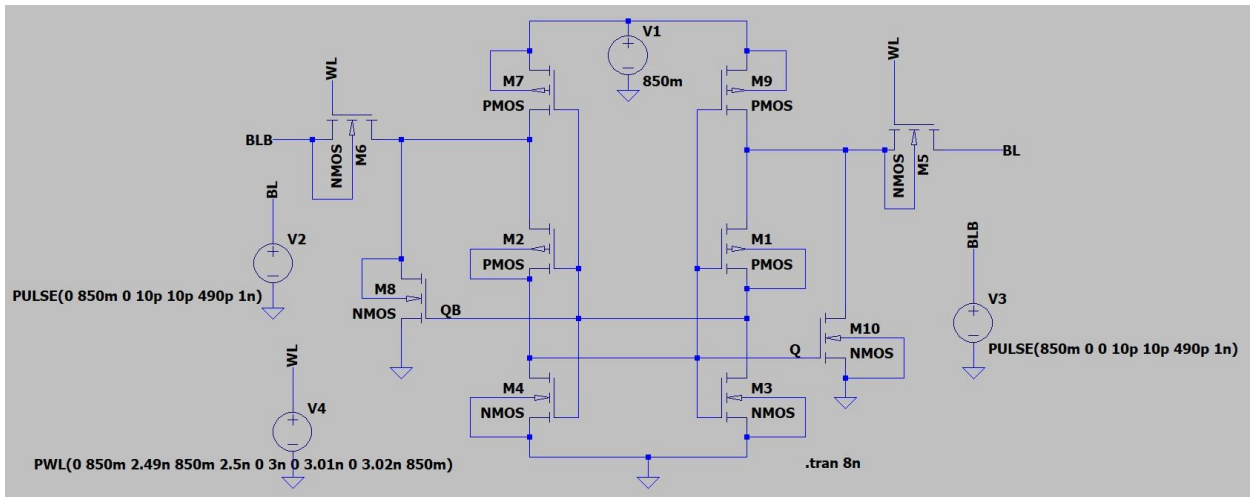 V1
850m
WL
M7
PMOS
M9
PMOS
WL
BLB
NMOS
M6
NMOS
M5
BL
BL
V2
PULSE(0 850m 0 10p 10p 490p 1n)
M2
PMOS
M1
PMOS
BLB
V3
PULSE(850m 0 0 10p 10p 490p 1n)
M8
NMOS
QB
Q
M10
NMOS
WL
V4
PWL(0 850m 2.49n 850m 2.5n 0 3n 0 3.01n 0 3.02n 850m)
M4
NMOS
M3
NMOS
.tran 8n